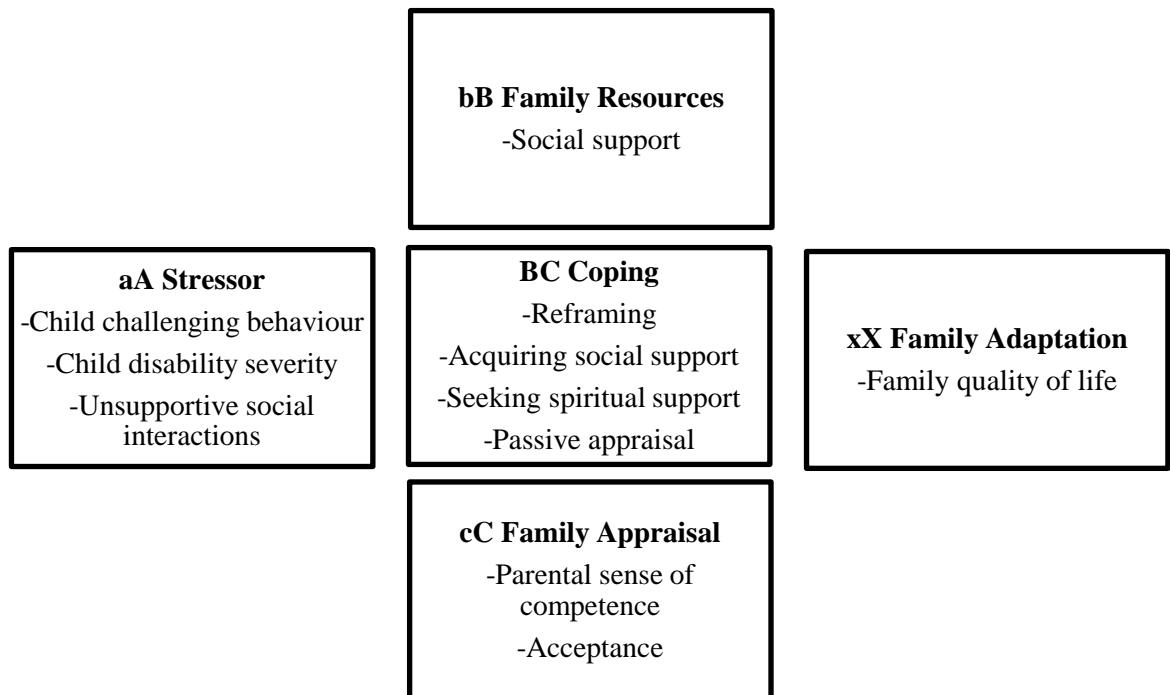 bB Family Resources
-Social support
aA Stressor
-Child challenging behaviour
-Child disability severity
-Unsupportive social
interactions
BC Coping
-Reframing
-Acquiring social support
-Seeking spiritual support
-Passive appraisal
xX Family Adaptation
-Family quality of life
cC Family Appraisal
-Parental sense of
competence
-Acceptance